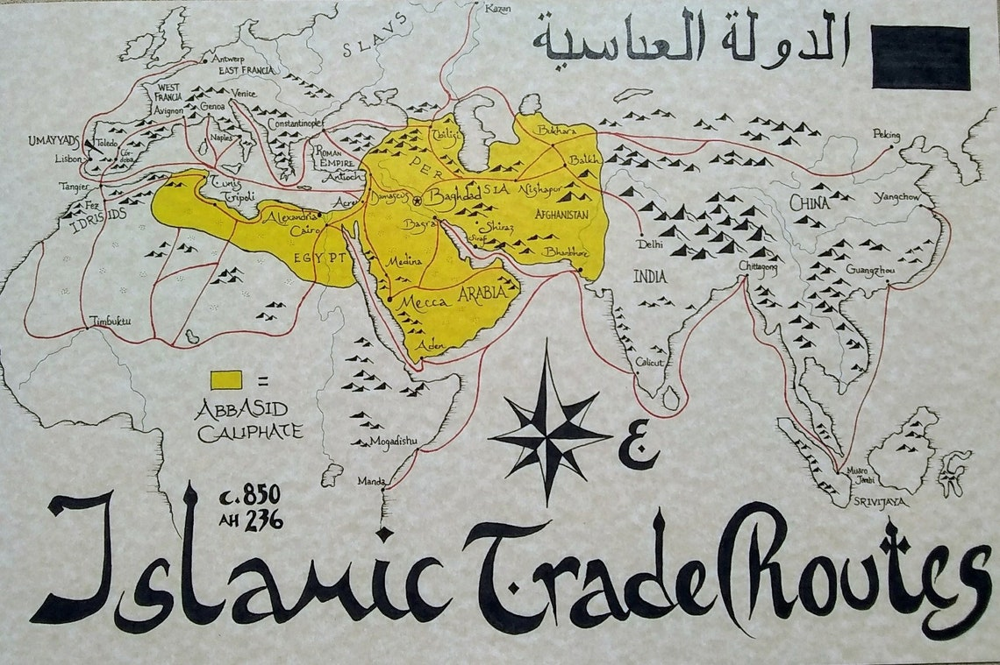 الدولة العباسية
Kazan
SLAVS
Antwerp
EAST FRANCIA
WEST
FRANCIA
Venice
Genoa
Avignon
Constantinople
Tbilisi
Bukhara
Peking
UMAYYADS
Toledo
Naples
ROMAN
EMPIRE
Cór-
doba
Lisbon
PERSIA
Balkh
Antioch
Tangier
Tunis
Tripoli
Fez
IDRISIDS
Acre
Damascus
Baghdad
Nishapur
CHINA
Yangchow
AFGHANISTAN
Alexandria
Cairo
Basra
Shiraz
Siraf
Delhi
EGYPT
Medina
Bhanbhore
Chittagong
Guangzhou
INDIA
Mecca
ARABIA
Timbuktu
Aden
Calicut
=
ABBASID
CALIPHATE
Mogadishu
ع
Manda
Muaro
Jambi
SRIVIJAYA
c.850
AH 236
Islamic Trade Routes